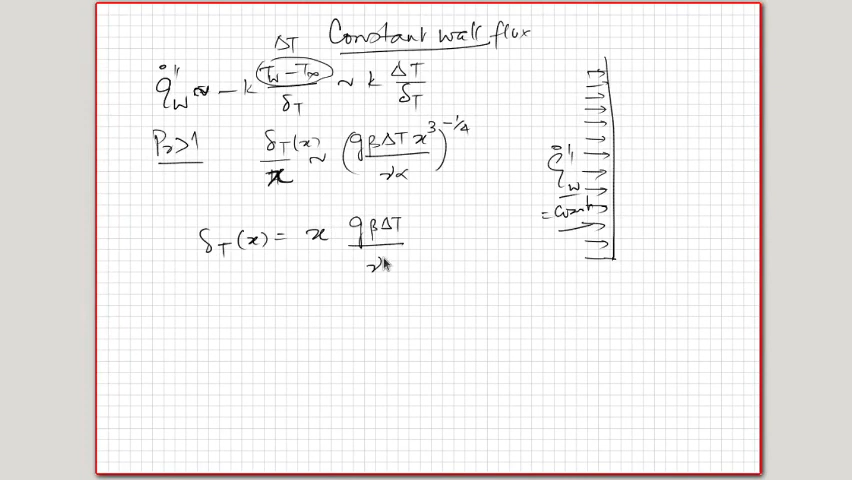 Constant wall flux
ΔT
q̇''_w ~ - k (T_w - T_∞)/δ_T ~ k ΔT/δ_T
Pr>1 δ_T(x)/x ~ (gβΔT x³/να)^(-1/4)
q̇''_w
= const
δ_T(x) = x gβΔT/ν